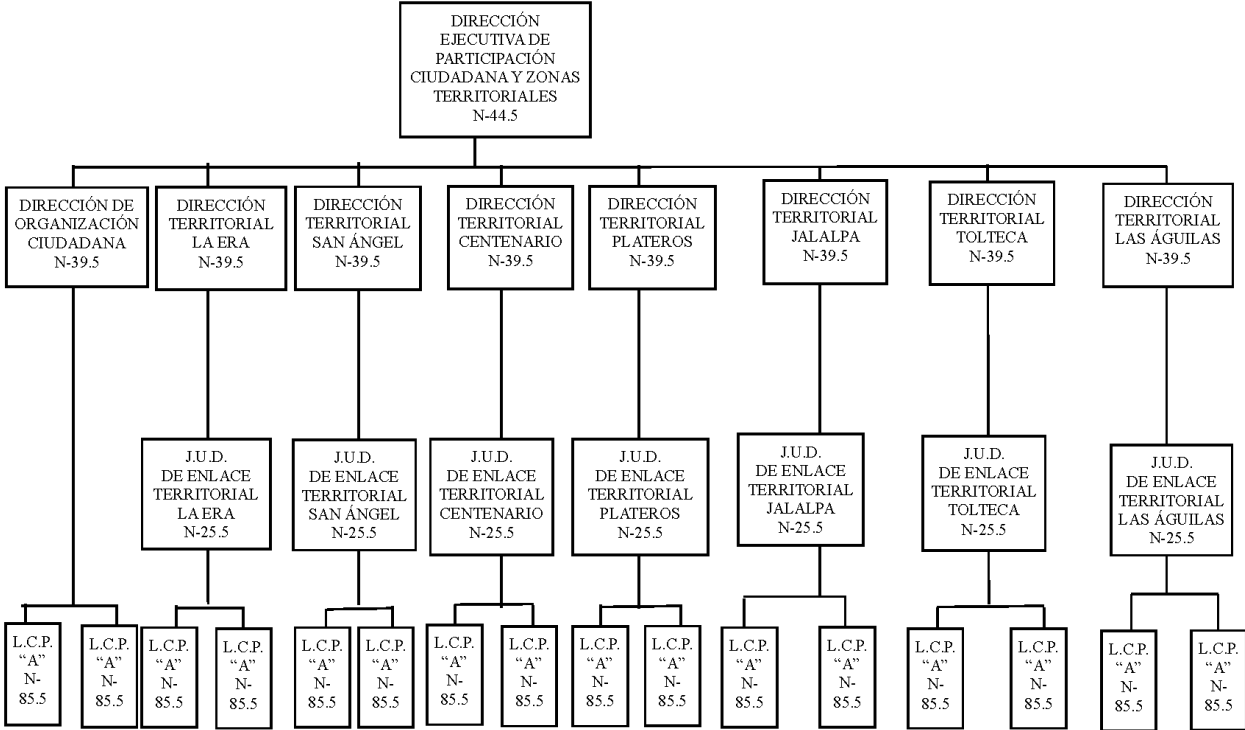 DIRECCIÓN
EJECUTIVA DE
PARTICIPACIÓN
CIUDADANA Y ZONAS
TERRITORIALES
N-44.5
DIRECCIÓN DE
ORGANIZACIÓN
CIUDADANA
N-39.5
DIRECCIÓN
TERRITORIAL
LA ERA
N-39.5
DIRECCIÓN
TERRITORIAL
SAN ÁNGEL
N-39.5
DIRECCIÓN
TERRITORIAL
CENTENARIO
N-39.5
DIRECCIÓN
TERRITORIAL
PLATEROS
N-39.5
DIRECCIÓN
TERRITORIAL
JALALPA
N-39.5
DIRECCIÓN
TERRITORIAL
TOLTECA
N-39.5
DIRECCIÓN
TERRITORIAL
LAS ÁGUILAS
N-39.5
J.U.D.
DE ENLACE
TERRITORIAL
LA ERA
N-25.5
J.U.D.
DE ENLACE
TERRITORIAL
SAN ÁNGEL
N-25.5
J.U.D.
DE ENLACE
TERRITORIAL
CENTENARIO
N-25.5
J.U.D.
DE ENLACE
TERRITORIAL
PLATEROS
N-25.5
J.U.D.
DE ENLACE
TERRITORIAL
JALALPA
N-25.5
J.U.D.
DE ENLACE
TERRITORIAL
TOLTECA
N-25.5
J.U.D.
DE ENLACE
TERRITORIAL
LAS ÁGUILAS
N-25.5
L.C.P.
“A”
N-
85.5
L.C.P.
“A”
N-
85.5
L.C.P.
“A”
N-
85.5
L.C.P.
“A”
N-
85.5
L.C.P.
“A”
N-
85.5
L.C.P.
“A”
N-
85.5
L.C.P.
“A”
N-
85.5
L.C.P.
“A”
N-
85.5
L.C.P.
“A”
N-
85.5
L.C.P.
“A”
N-
85.5
L.C.P.
“A”
N-
85.5
L.C.P.
“A”
N-
85.5
L.C.P.
“A”
N-
85.5
L.C.P.
“A”
N-
85.5
L.C.P.
“A”
N-
85.5
L.C.P.
“A”
N-
85.5